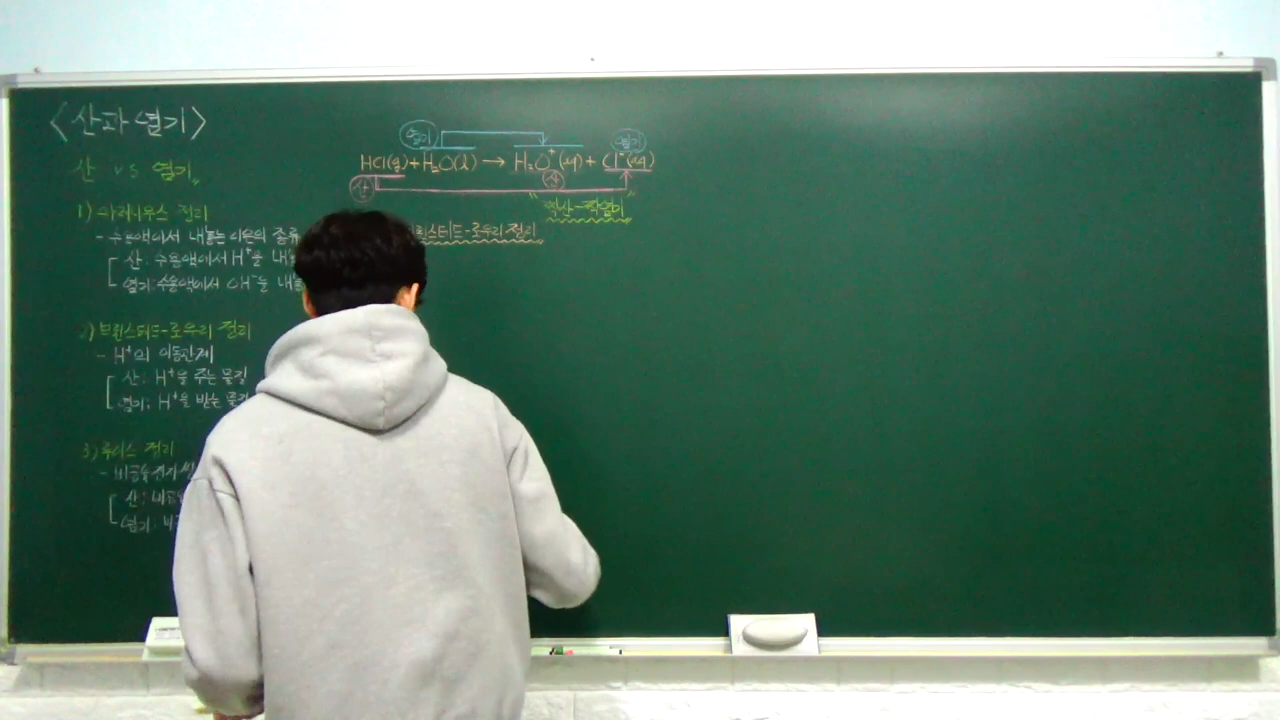 <산과 염기>
산 vs 염기
1) 아레니우스 정리
- 수용액에서 내놓는 이온의 종류
산: 수용액에서 H⁺을 내놓
염기: 수용액에서 OH⁻을 내놓
2) 브뢴스테드-로우리 정리
- H⁺의 이동관계
산: H⁺을 주는 물질
염기: H⁺을 받는 물질
3) 루이스 정리
- 비공유 전자쌍
산: 비공유
염기: 비공
염기 염기
HCl(g) + H₂O(l) → H₃O⁺(aq) + Cl⁻(aq)
산 산
"짝산-짝염기"
뢴스테드-로우리 정리